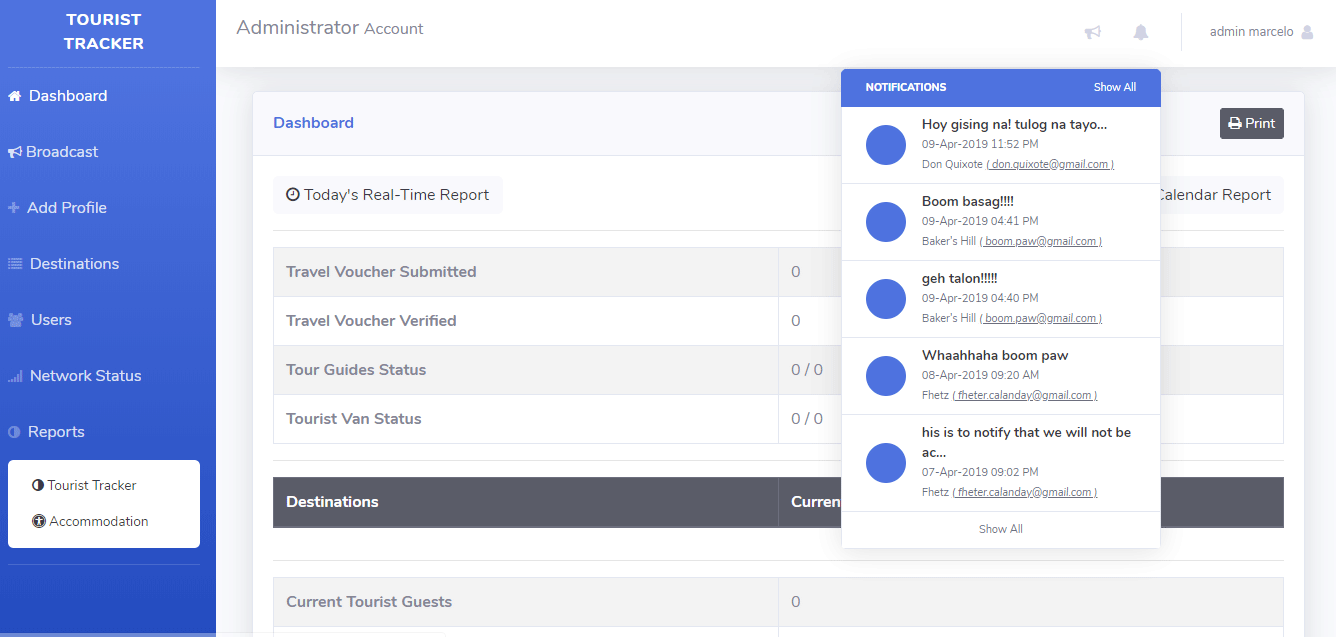 TOURIST
TRACKER
Dashboard
Broadcast
Add Profile
Destinations
Users
Network Status
Reports
Tourist Tracker
Accommodation
Administrator Account
admin marcelo
Dashboard
Print
Today's Real-Time Report
Calendar Report
Travel Voucher Submitted 0
Travel Voucher Verified 0
Tour Guides Status 0 / 0
Tourist Van Status 0 / 0
Destinations Curren
Current Tourist Guests 0
NOTIFICATIONS Show All
Hoy gising na! tulog na tayo...
09-Apr-2019 11:52 PM
Don Quixote ( don.quixote@gmail.com )
Boom basag!!!!
09-Apr-2019 04:41 PM
Baker's Hill ( boom.paw@gmail.com )
geh talon!!!!!
09-Apr-2019 04:40 PM
Baker's Hill ( boom.paw@gmail.com )
Whaahhaha boom paw
08-Apr-2019 09:20 AM
Fhetz ( fheter.calanday@gmail.com )
his is to notify that we will not be
ac...
07-Apr-2019 09:02 PM
Fhetz ( fheter.calanday@gmail.com )
Show All